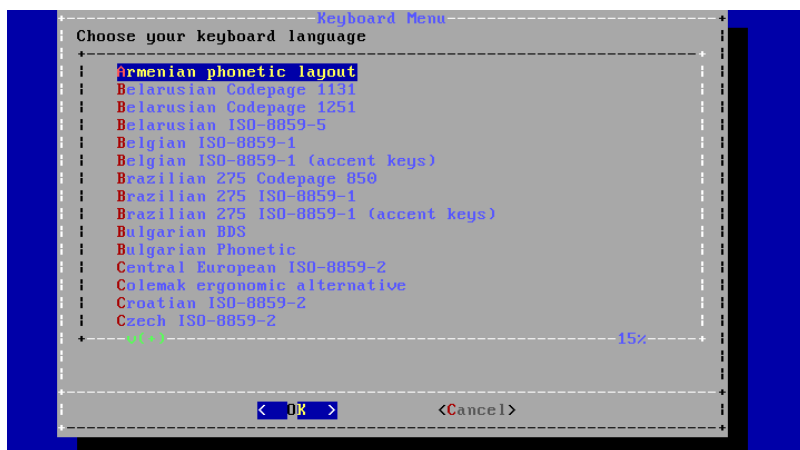 Keyboard Menu
Choose your keyboard language
Armenian phonetic layout
Belarusian Codepage 1131
Belarusian Codepage 1251
Belarusian ISO-8859-5
Belgian ISO-8859-1
Belgian ISO-8859-1 (accent keys)
Brazilian 275 Codepage 850
Brazilian 275 ISO-8859-1
Brazilian 275 ISO-8859-1 (accent keys)
Bulgarian BDS
Bulgarian Phonetic
Central European ISO-8859-2
Colemak ergonomic alternative
Croatian ISO-8859-2
Czech ISO-8859-2
v(+) 15%
< OK > <Cancel>